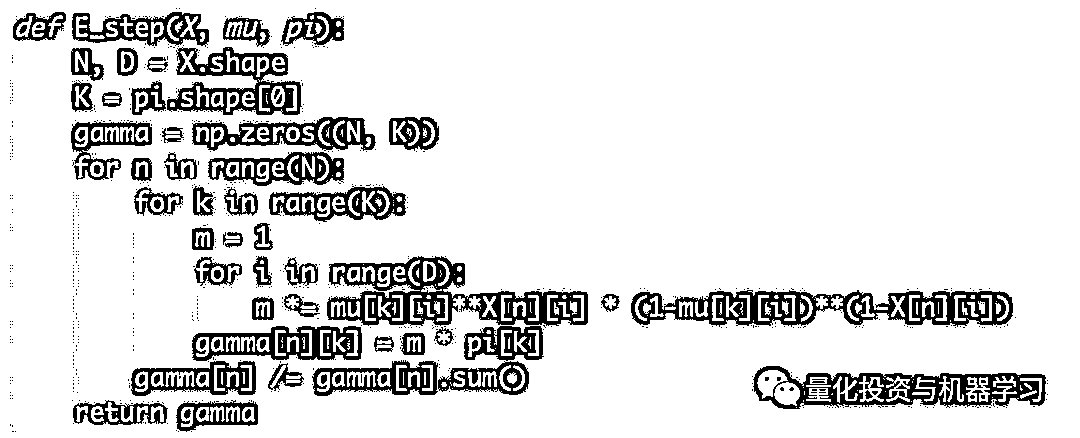 def E_step(X, mu, pi):
    N, D = X.shape
    K = pi.shape[0]
    gamma = np.zeros((N, K))
    for n in range(N):
        for k in range(K):
            m = 1
            for i in range(D):
                m *= mu[k][i]**X[n][i] * (1-mu[k][i])**(1-X[n][i])
            gamma[n][k] = m * pi[k]
        gamma[n] /= gamma[n].sum()
    return gamma
量化投资与机器学习